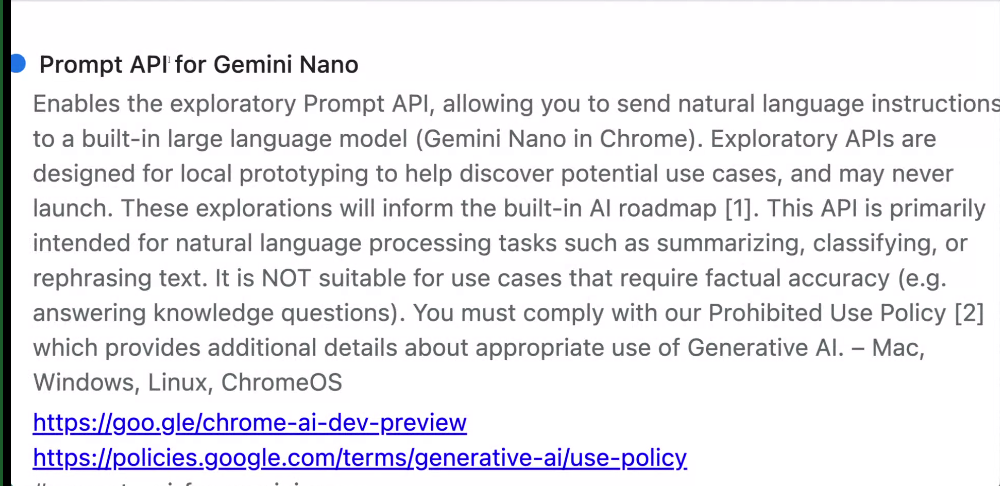 Prompt API for Gemini Nano
Enables the exploratory Prompt API, allowing you to send natural language instructions
to a built-in large language model (Gemini Nano in Chrome). Exploratory APIs are
designed for local prototyping to help discover potential use cases, and may never
launch. These explorations will inform the built-in AI roadmap [1]. This API is primarily
intended for natural language processing tasks such as summarizing, classifying, or
rephrasing text. It is NOT suitable for use cases that require factual accuracy (e.g.
answering knowledge questions). You must comply with our Prohibited Use Policy [2]
which provides additional details about appropriate use of Generative AI. – Mac,
Windows, Linux, ChromeOS
https://goo.gle/chrome-ai-dev-preview
https://policies.google.com/terms/generative-ai/use-policy